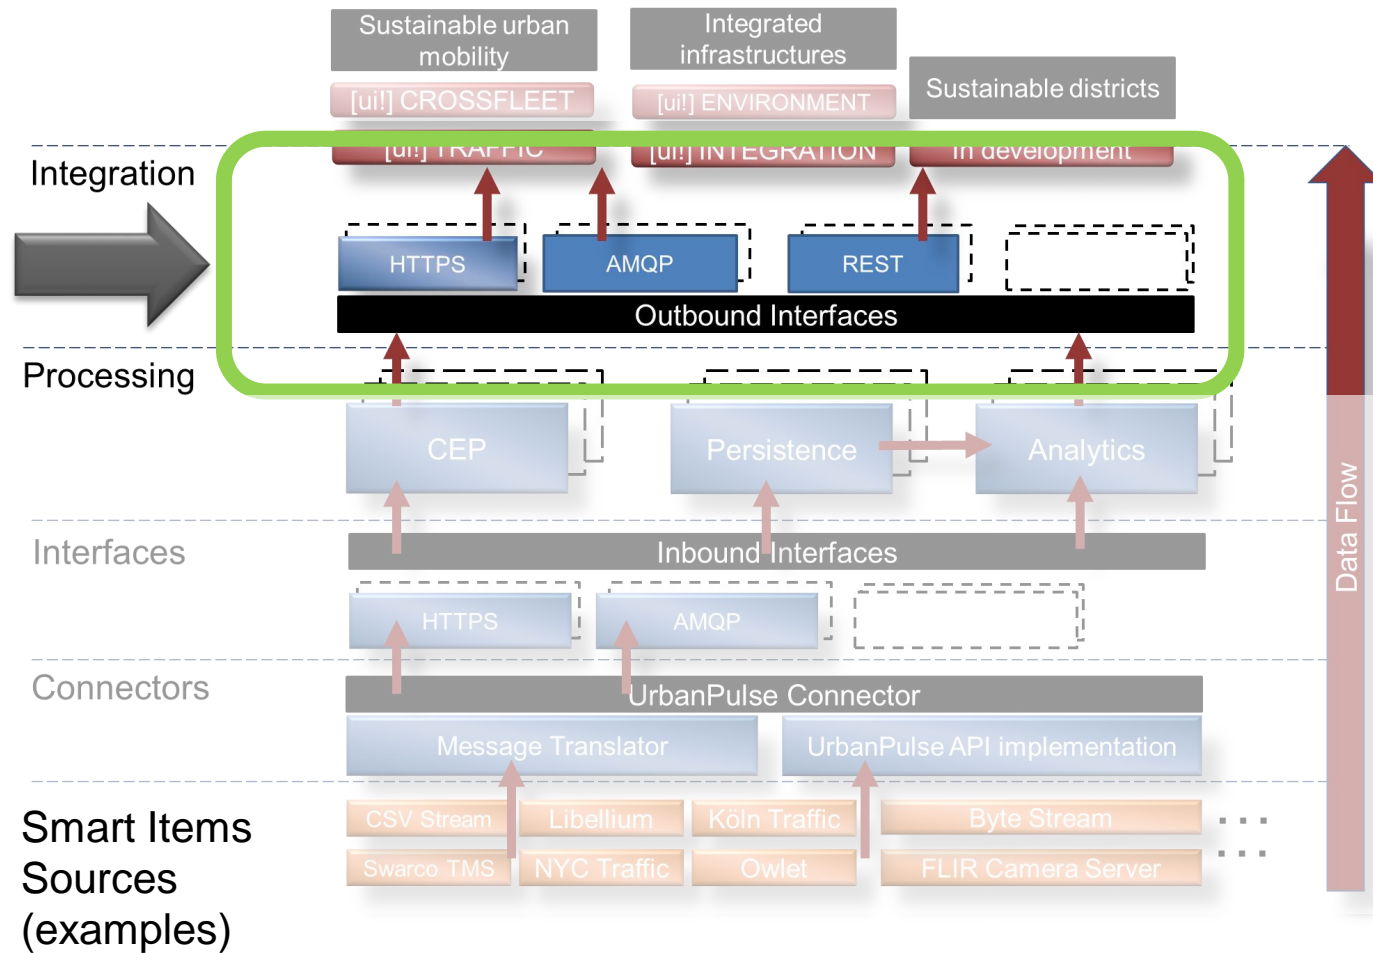 Sustainable urban
mobility
Integrated
infrastructures
Sustainable districts
[ui!] CROSSFLEET
[ui!] ENVIRONMENT
[ui!] TRAFFIC
[ui!] INTEGRATION
In development
Integration
HTTPS
AMQP
REST
Outbound Interfaces
Processing
CEP
Persistence
Analytics
Data Flow
Interfaces
Inbound Interfaces
HTTPS
AMQP
Connectors
UrbanPulse Connector
Message Translator
UrbanPulse API implementation
Smart Items
Sources
(examples)
CSV Stream
Libellium
Köln Traffic
Byte Stream
...
Swarco TMS
NYC Traffic
Owlet
FLIR Camera Server
...